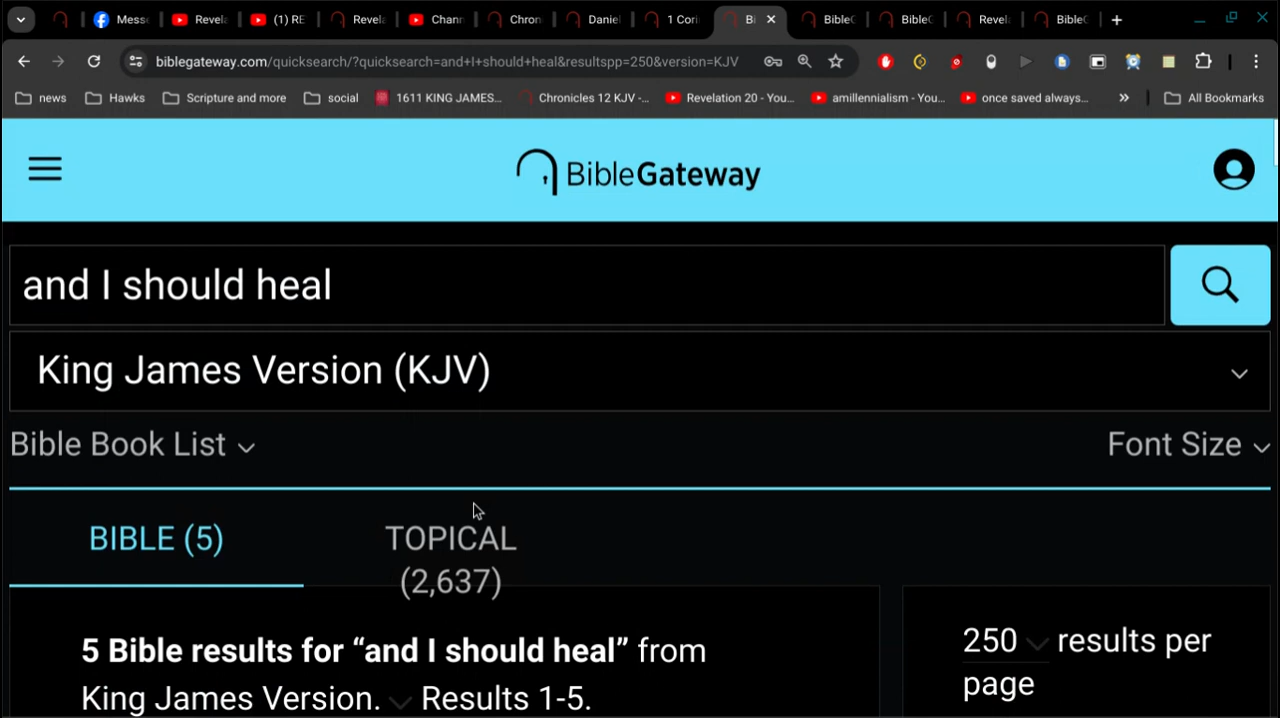 Mess
Revela
(1) RE
Revela
Chann
Chron
Daniel
1 Cori
Bi
BibleG
BibleG
Revela
BibleG
biblegateway.com/quicksearch/?quicksearch=and+I+should+heal&resultspp=250&version=KJV
news
Hawks
Scripture and more
social
1611 KING JAMES...
Chronicles 12 KJV -...
Revelation 20 - You...
amillennialism - You...
once saved always...
All Bookmarks
BibleGateway
and I should heal
King James Version (KJV)
Bible Book List
Font Size
BIBLE (5)
TOPICAL
(2,637)
5 Bible results for “and I should heal” from
King James Version. Results 1-5.
250 results per
page